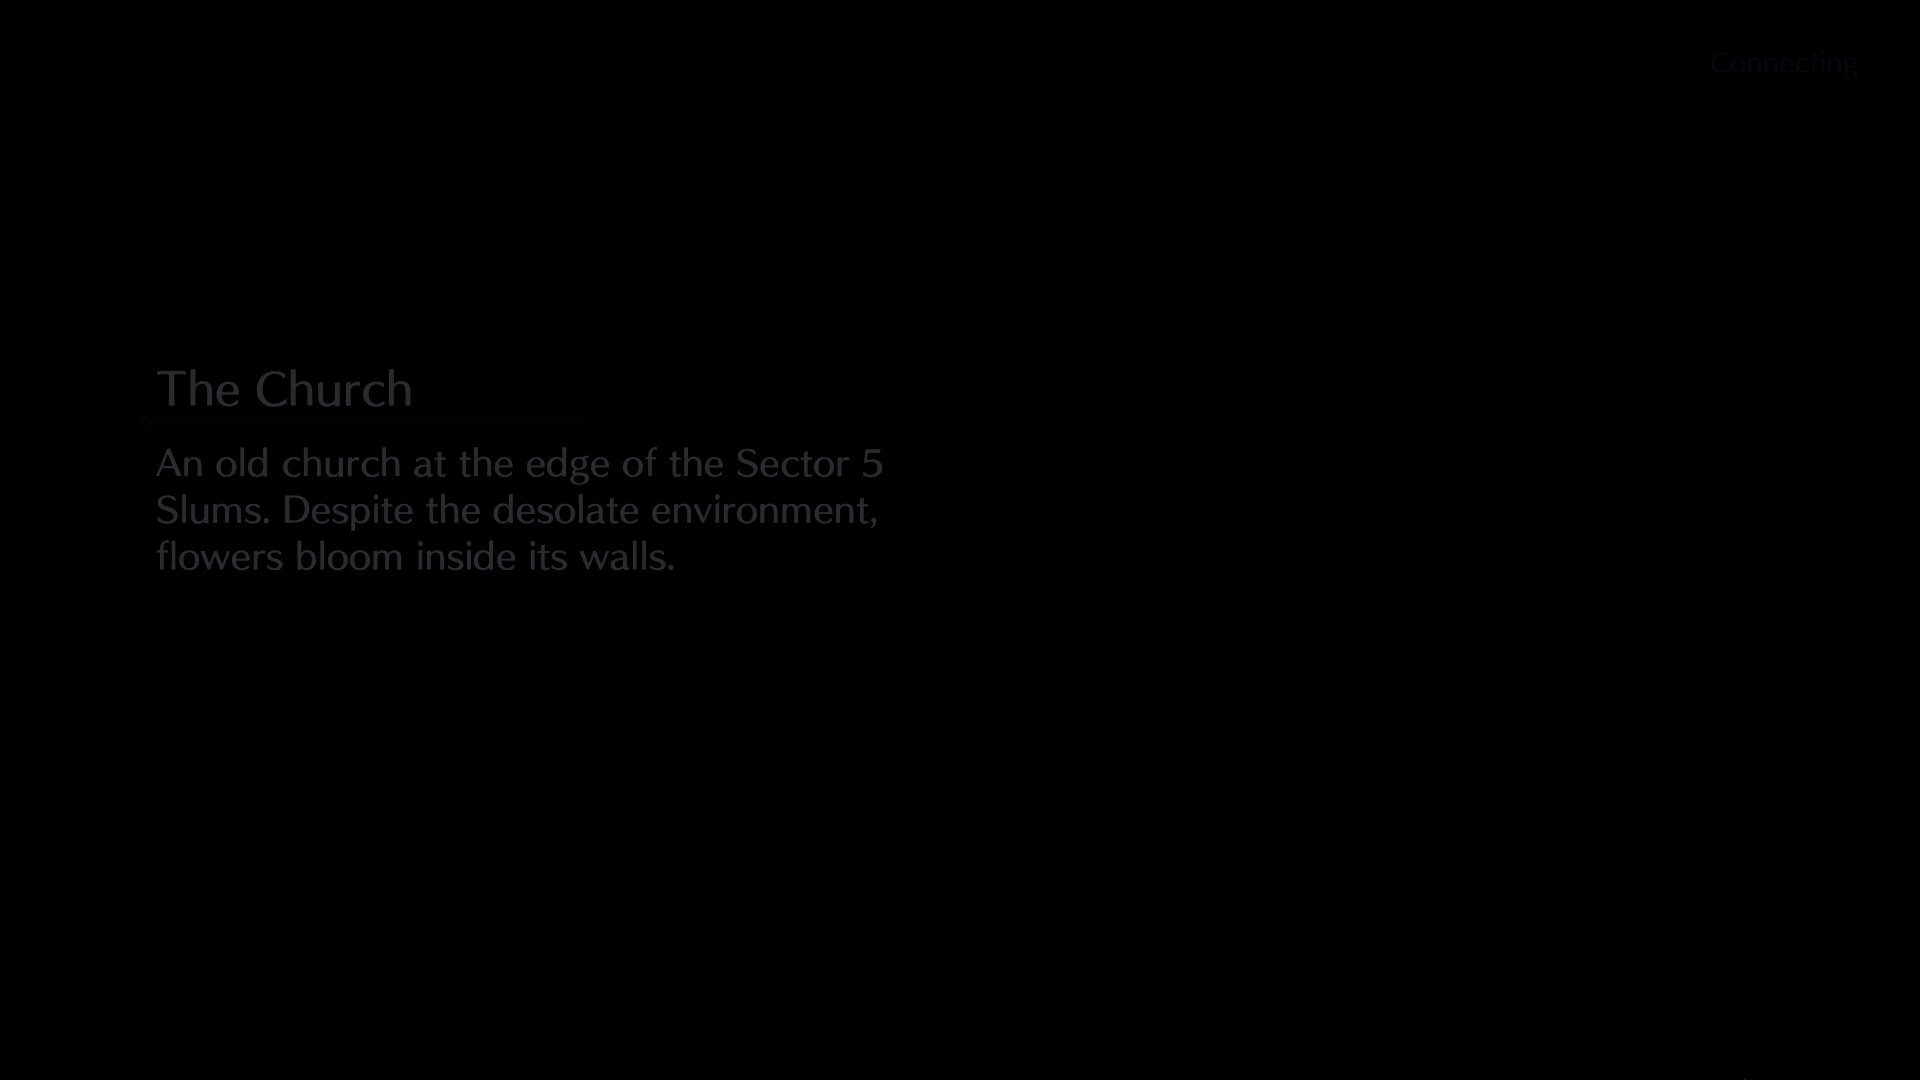 Connecting
The Church
An old church at the edge of the Sector 5
Slums. Despite the desolate environment,
flowers bloom inside its walls.